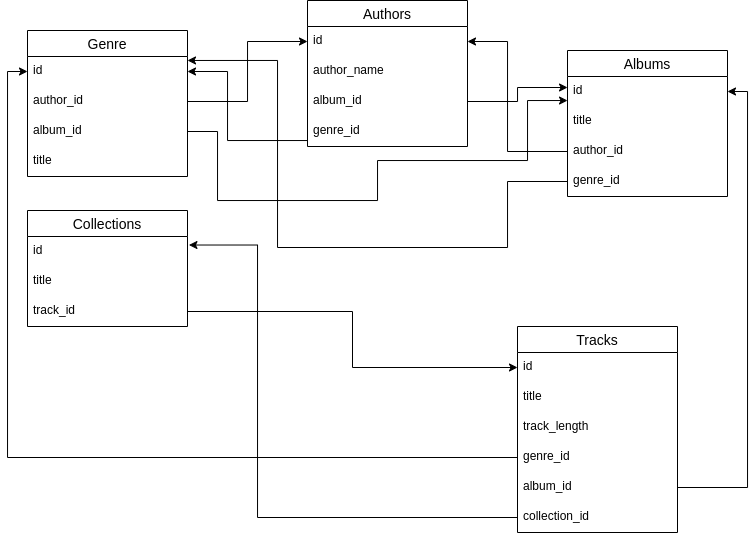 Genre
id
author_id
album_id
title
Authors
id
author_name
album_id
genre_id
Albums
id
title
author_id
genre_id
Collections
id
title
track_id
Tracks
id
title
track_length
genre_id
album_id
collection_id